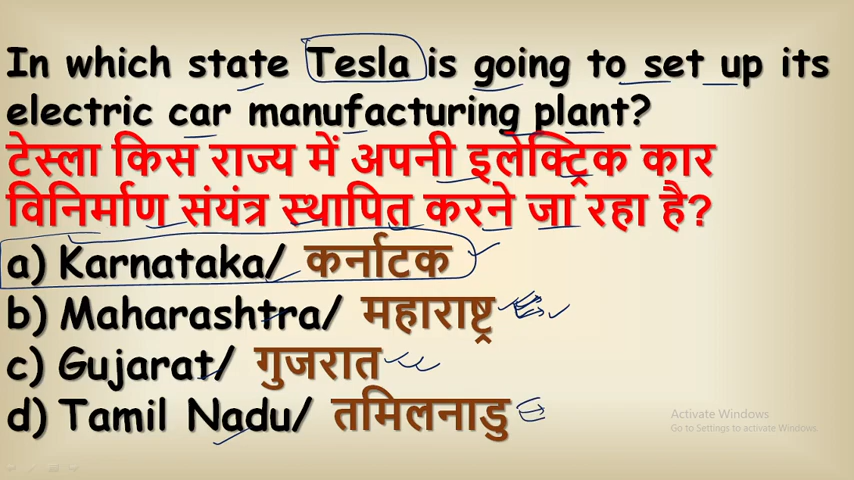 In which state Tesla is going to set up its
electric car manufacturing plant?
टेस्ला किस राज्य में अपनी इलेक्ट्रिक कार
विनिर्माण संयंत्र स्थापित करने जा रहा है?
a) Karnataka/ कर्नाटक
b) Maharashtra/ महाराष्ट्र
c) Gujarat/ गुजरात
d) Tamil Nadu/ तमिलनाडु
Activate Windows
Go to Settings to activate Windows.